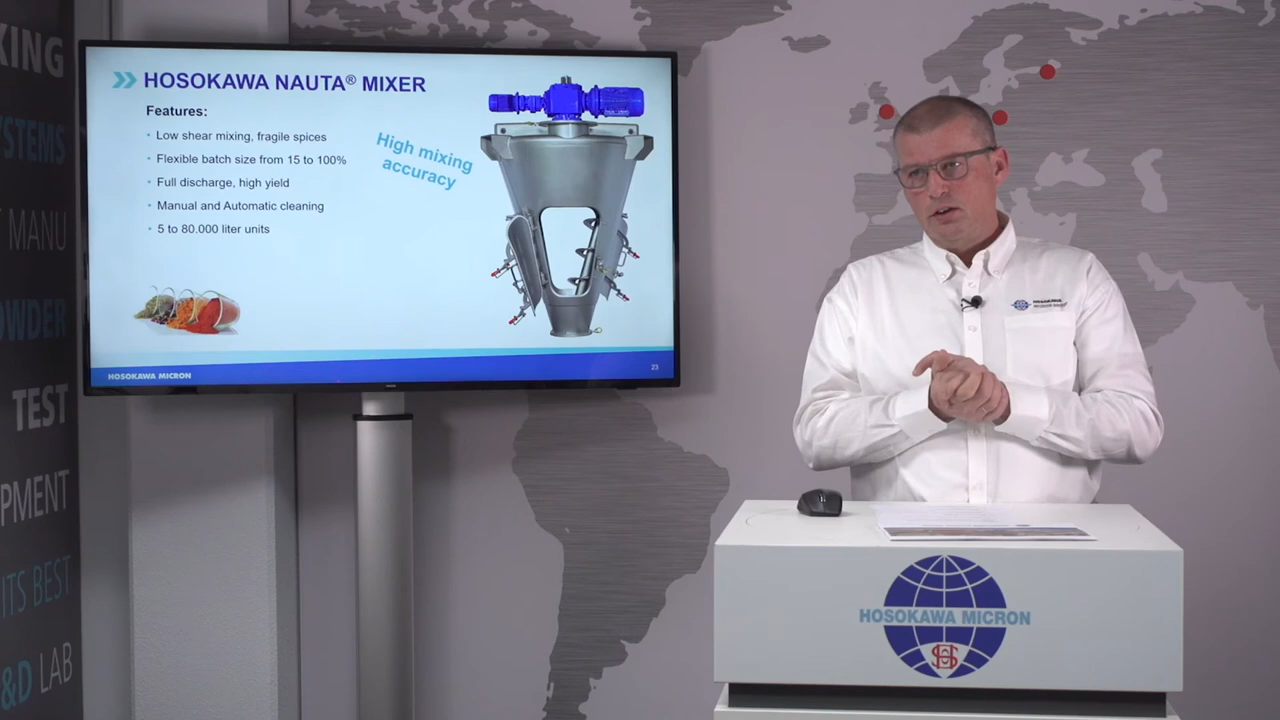 KING
SYSTEMS
T MANU
OWDER
TEST
PMENT
ITS BEST
&D LAB
HOSOKAWA NAUTA® MIXER
Features:
• Low shear mixing, fragile spices
• Flexible batch size from 15 to 100%
• Full discharge, high yield
• Manual and Automatic cleaning
• 5 to 80.000 liter units
High mixing
accuracy
HOSOKAWA MICRON
23
HOSOKAWA MICRON